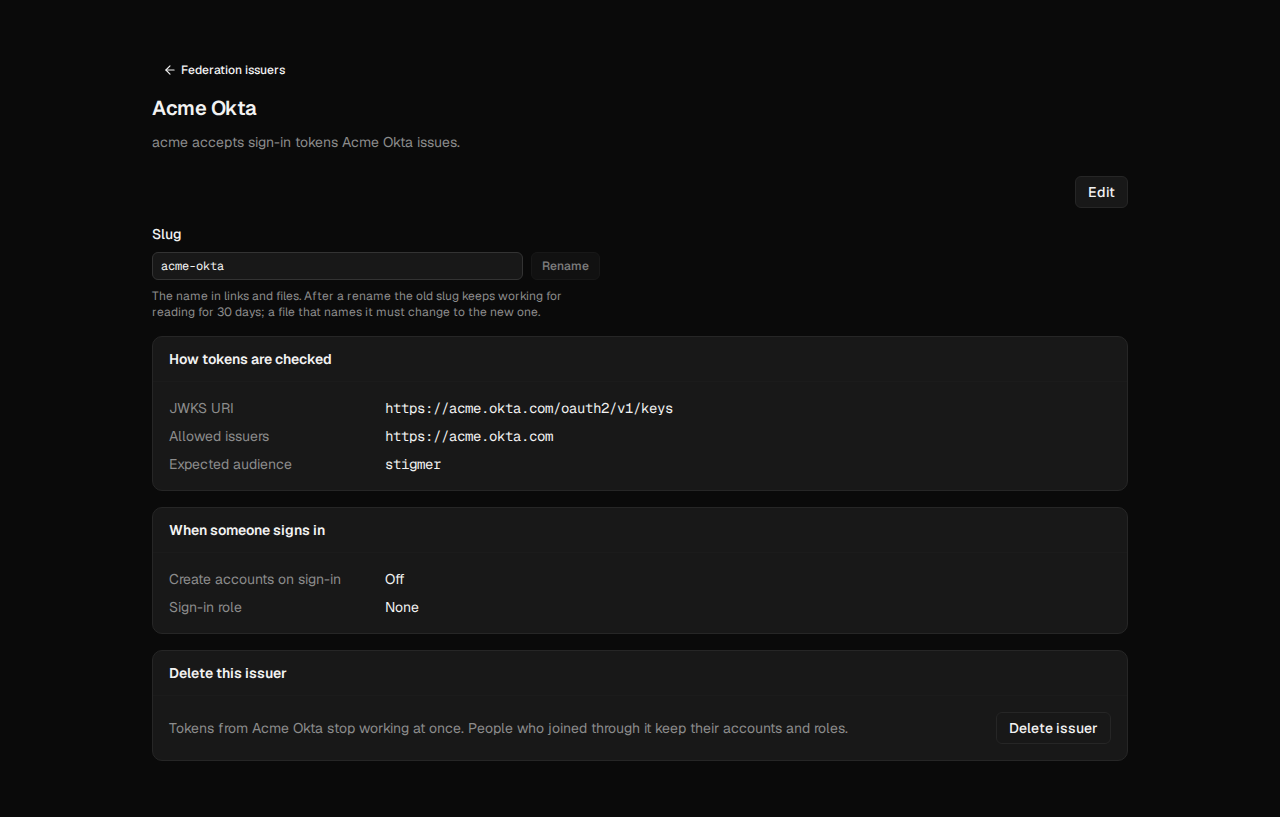 Federation issuers
Acme Okta
acme accepts sign-in tokens Acme Okta issues.
Edit
Slug
acme-okta
Rename
The name in links and files. After a rename the old slug keeps working for
reading for 30 days; a file that names it must change to the new one.
How tokens are checked
JWKS URI https://acme.okta.com/oauth2/v1/keys
Allowed issuers https://acme.okta.com
Expected audience stigmer
When someone signs in
Create accounts on sign-in Off
Sign-in role None
Delete this issuer
Tokens from Acme Okta stop working at once. People who joined through it keep their accounts and roles. Delete issuer